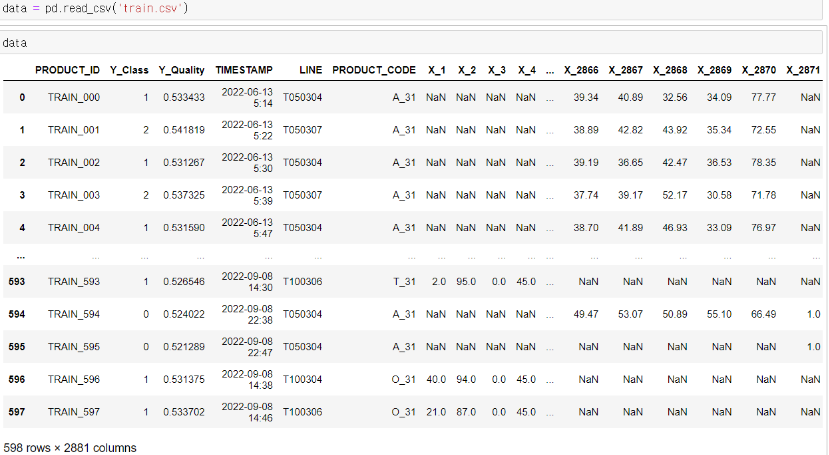 data = pd.read_csv('train.csv')
data
PRODUCT_ID Y_Class Y_Quality TIMESTAMP LINE PRODUCT_CODE X_1 X_2 X_3 X_4 ... X_2866 X_2867 X_2868 X_2869 X_2870 X_2871
0 TRAIN_000 1 0.533433 2022-06-13 5:14 T050304 A_31 NaN NaN NaN NaN ... 39.34 40.89 32.56 34.09 77.77 NaN
1 TRAIN_001 2 0.541819 2022-06-13 5:22 T050307 A_31 NaN NaN NaN NaN ... 38.89 42.82 43.92 35.34 72.55 NaN
2 TRAIN_002 1 0.531267 2022-06-13 5:30 T050304 A_31 NaN NaN NaN NaN ... 39.19 36.65 42.47 36.53 78.35 NaN
3 TRAIN_003 2 0.537325 2022-06-13 5:39 T050307 A_31 NaN NaN NaN NaN ... 37.74 39.17 52.17 30.58 71.78 NaN
4 TRAIN_004 1 0.531590 2022-06-13 5:47 T050304 A_31 NaN NaN NaN NaN ... 38.70 41.89 46.93 33.09 76.97 NaN
... ... ... ... ... ... ... ... ... ... ... ... ... ... ... ... ... ...
593 TRAIN_593 1 0.526546 2022-09-08 14:30 T100306 T_31 2.0 95.0 0.0 45.0 ... NaN NaN NaN NaN NaN NaN
594 TRAIN_594 0 0.524022 2022-09-08 22:38 T050304 A_31 NaN NaN NaN NaN ... 49.47 53.07 50.89 55.10 66.49 1.0
595 TRAIN_595 0 0.521289 2022-09-08 22:47 T050304 A_31 NaN NaN NaN NaN ... NaN NaN NaN NaN NaN 1.0
596 TRAIN_596 1 0.531375 2022-09-08 14:38 T100304 O_31 40.0 94.0 0.0 45.0 ... NaN NaN NaN NaN NaN NaN
597 TRAIN_597 1 0.533702 2022-09-08 14:46 T100306 O_31 21.0 87.0 0.0 45.0 ... NaN NaN NaN NaN NaN NaN
598 rows × 2881 columns